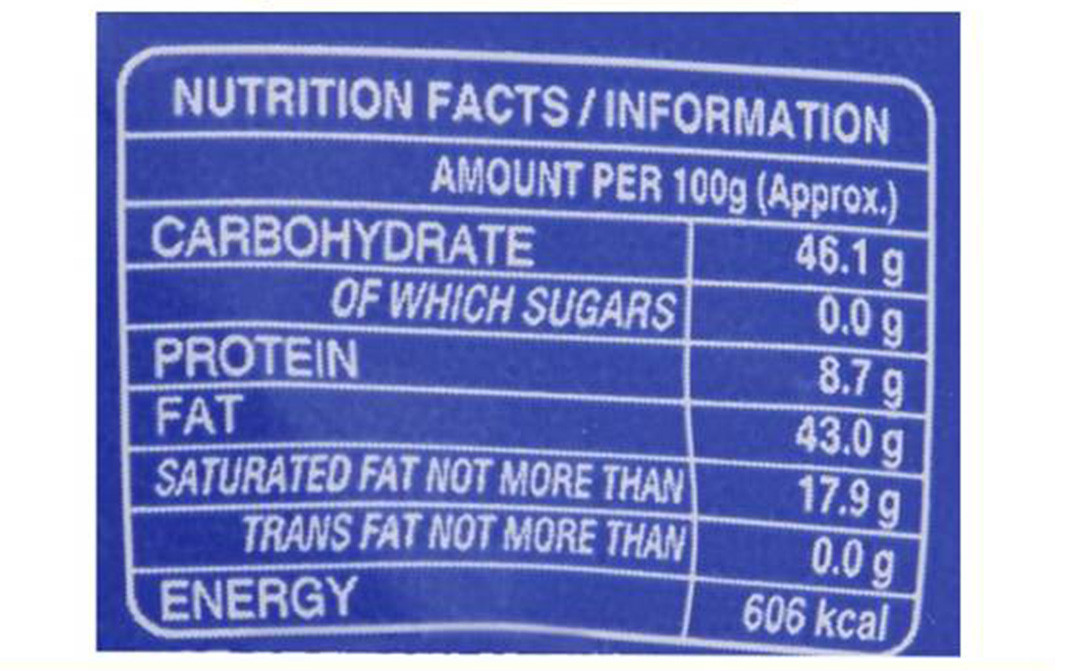 NUTRITION FACTS / INFORMATION
AMOUNT PER 100g (Approx.)
CARBOHYDRATE 46.1 g
OF WHICH SUGARS 0.0 g
PROTEIN 8.7 g
FAT 43.0 g
SATURATED FAT NOT MORE THAN 17.9 g
TRANS FAT NOT MORE THAN 0.0 g
ENERGY 606 kcal